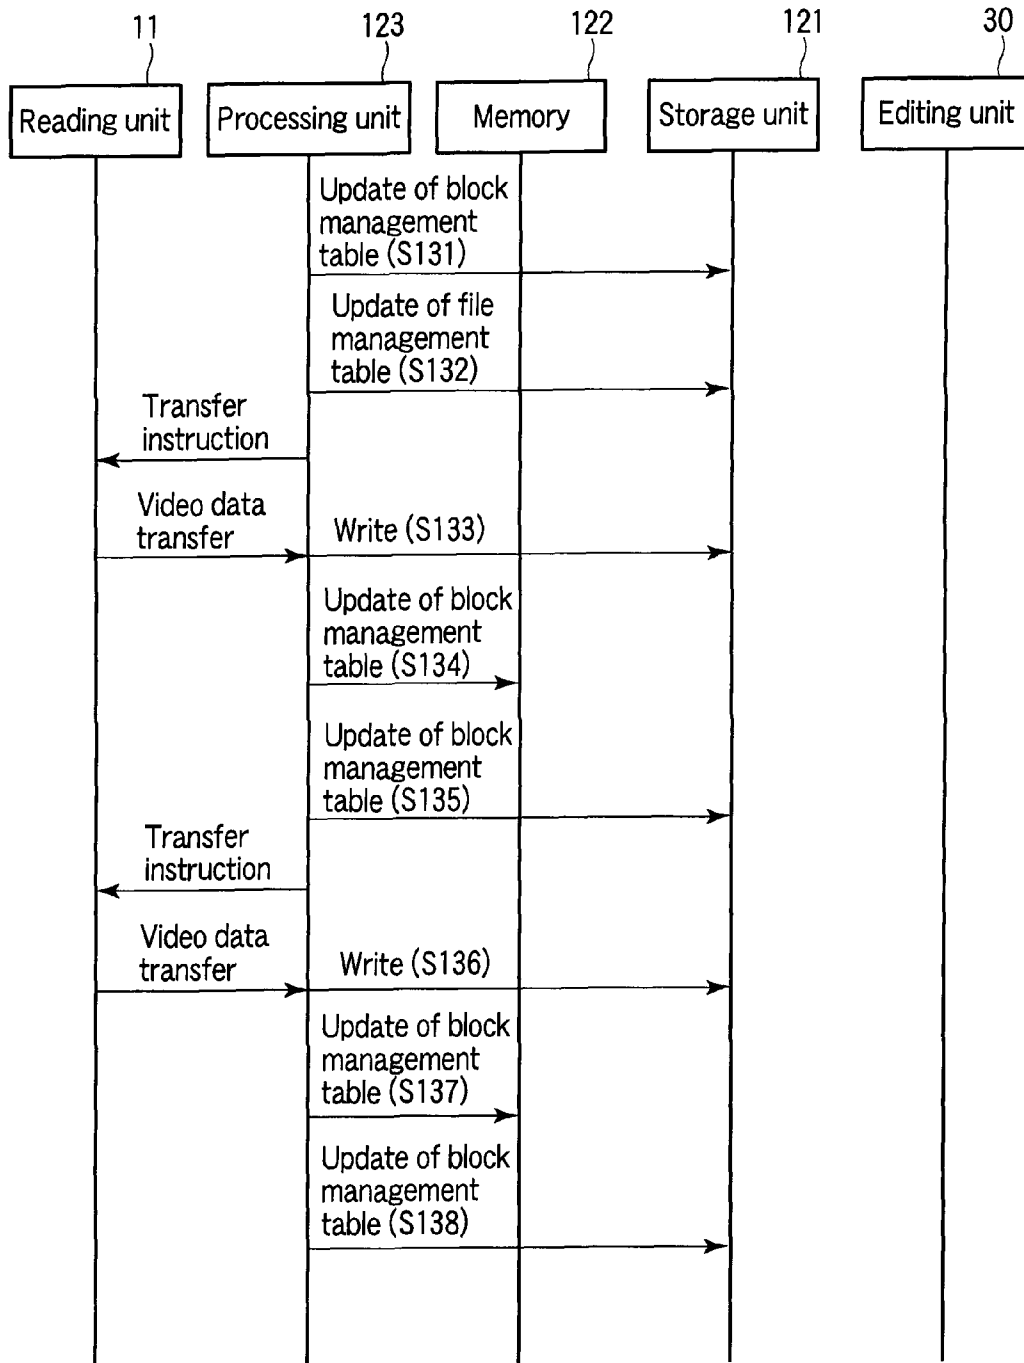 11
123
122
121
30
Reading unit
Processing unit
Memory
Storage unit
Editing unit
Update of block
management
table (S131)
Update of file
management
table (S132)
Transfer
instruction
Video data
transfer
Write (S133)
Update of block
management
table (S134)
Update of block
management
table (S135)
Transfer
instruction
Video data
transfer
Write (S136)
Update of block
management
table (S137)
Update of block
management
table (S138)